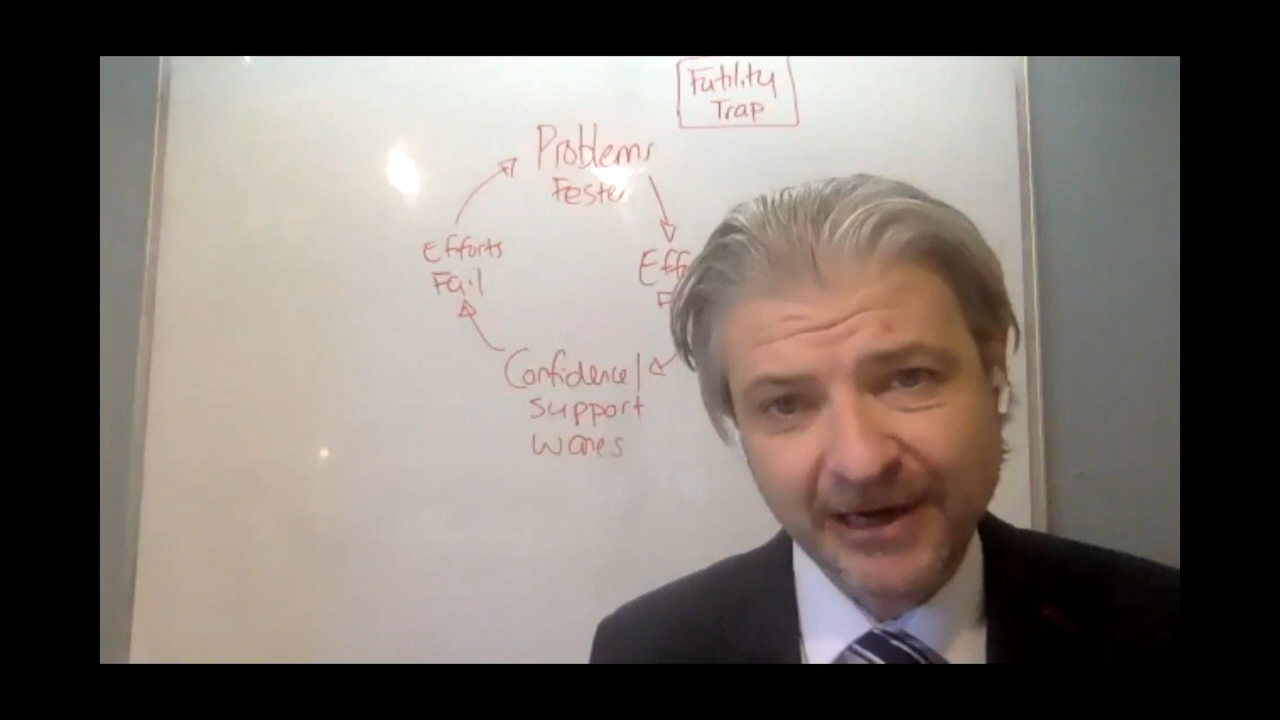 Futility
Trap
Problems
Fester
Efforts
Fail
Confidence/
Support
Wanes